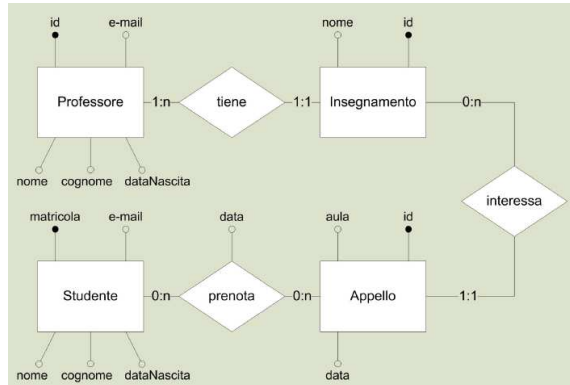 id e-mail nome id
Professore 1:n tiene 1:1 Insegnamento 0:n
nome cognome dataNascita
interessa
matricola e-mail data aula id
Studente 0:n prenota 0:n Appello 1:1
nome cognome dataNascita data